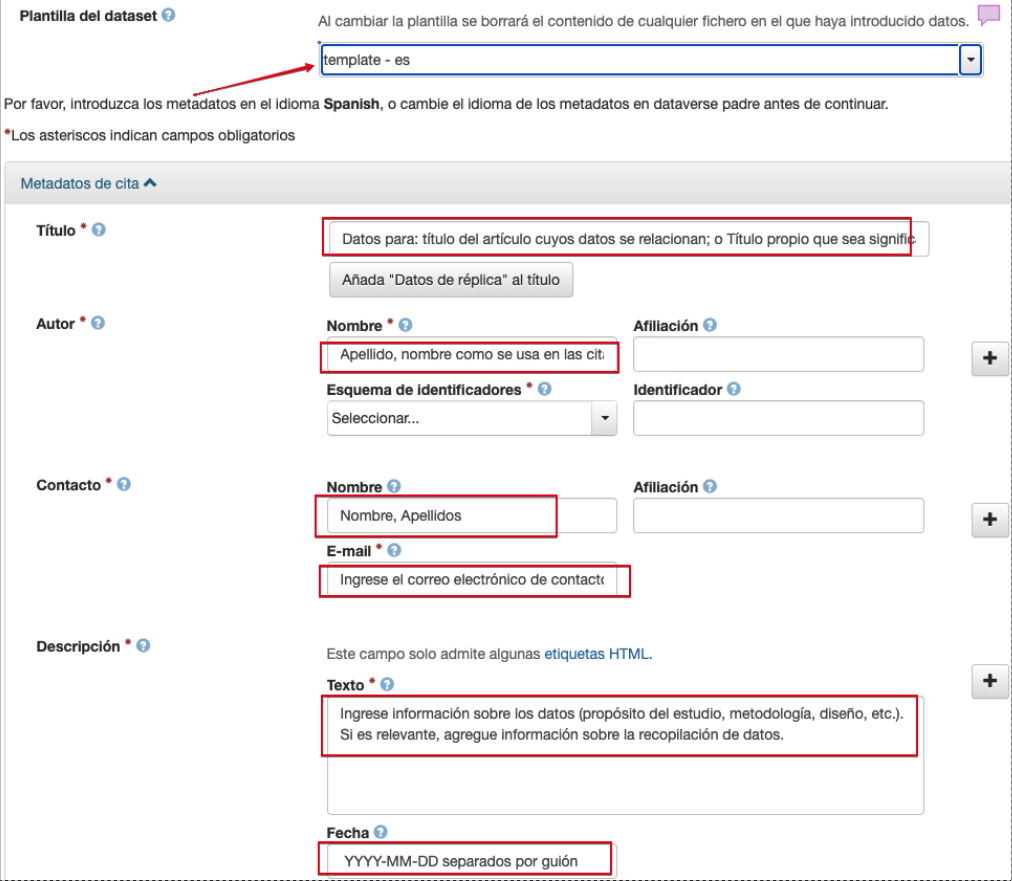 Plantilla del dataset
Al cambiar la plantilla se borrará el contenido de cualquier fichero en el que haya introducido datos.
template - es
Por favor, introduzca los metadatos en el idioma Spanish, o cambie el idioma de los metadatos en dataverse padre antes de continuar.
*Los asteriscos indican campos obligatorios
Metadatos de cita
Título *
Datos para: título del artículo cuyos datos se relacionan; o Título propio que sea signific
Añada "Datos de réplica" al título
Autor *
Nombre * Afiliación
Apellido, nombre como se usa en las cit
Esquema de identificadores * Identificador
Seleccionar...
Contacto *
Nombre Afiliación
Nombre, Apellidos
E-mail *
Ingrese el correo electrónico de contacto
Descripción *
Este campo solo admite algunas etiquetas HTML.
Texto *
Ingrese información sobre los datos (propósito del estudio, metodología, diseño, etc.).
Si es relevante, agregue información sobre la recopilación de datos.
Fecha
YYYY-MM-DD separados por guión